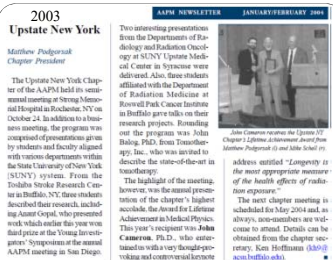 2003
AAPM NEWSLETTER
JANUARY/FEBRUARY 2004
Upstate New York
Matthew Podgorsak
Chapter President
The Upstate New York Chap-
ter of the AAPM held its semi-
annual meeting at Strong Memo-
rial Hospital in Rochester, NY on
October 24. In addition to a busi-
ness meeting, the program was
comprised of presentations given
by students and faculty aligned
with various departments within
the State University of New York
(SUNY) system. From the
Toshiba Stroke Research Cen-
ter in Buffalo, NY, three students
described their research, includ-
ing Anant Gopal, who presented
work which earlier this year won
third prize at the Young Investi-
gators' Symposium at the annual
AAPM meeting in San Diego.
Two interesting presentations
from the Departments of Ra-
diology and Radiation Oncol-
ogy at SUNY Upstate Medi-
cal Center in Syracuse were
delivered. Also, three students
affiliated with the Department
of Radiation Medicine at
Roswell Park Cancer Institute
in Buffalo gave talks on their
research projects. Rounding
out the program was John
Balog, PhD, from Tomother-
apy, Inc., who was invited to
describe the state-of-the-art in
tomotherapy.
The highlight of the meeting,
however, was the annual presen-
tation of the chapter's highest
accolade, the Award for Lifetime
Achievement in Medical Physics.
This year's recipient was John
Cameron, Ph.D., who enter-
tained us with a very thought-pro-
voking and controversial keynote
John Cameron receives the Upstate NY
Chapter's Lifetime Achievement Award from
Matthew Podgorsak (l) and Mike Schell (r).
address entitled "Longevity is
the most appropriate measure
of the health effects of radia-
tion exposure."
The next chapter meeting is
scheduled for May 2004 and, as
always, non-members are wel-
come to attend. Details can be
obtained from the chapter sec-
retary, Ken Hoffmann (kh9@
acsu.buffalo.edu).